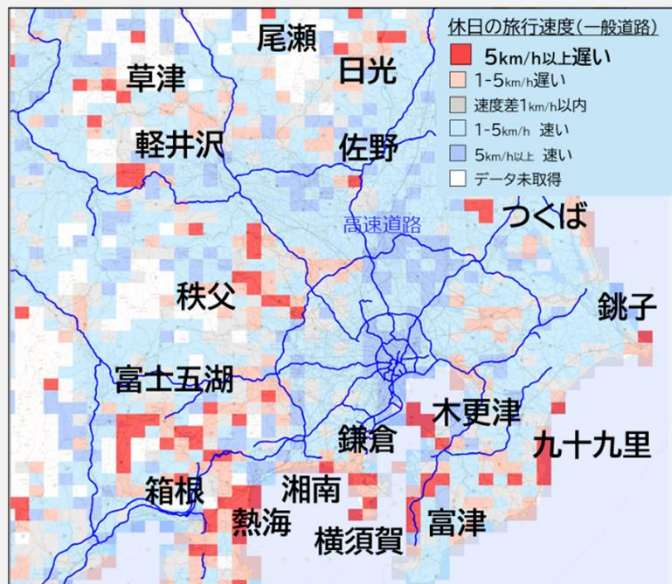 休日の旅行速度(一般道路)
5km/h以上遅い
1-5km/h遅い
速度差1km/h以内
1-5km/h 速い
5km/h以上 速い
データ未取得
尾瀬
日光
草津
軽井沢
佐野
つくば
高速道路
秩父
銚子
富士五湖
木更津
鎌倉
九十九里
箱根
湘南
熱海
富津
横須賀